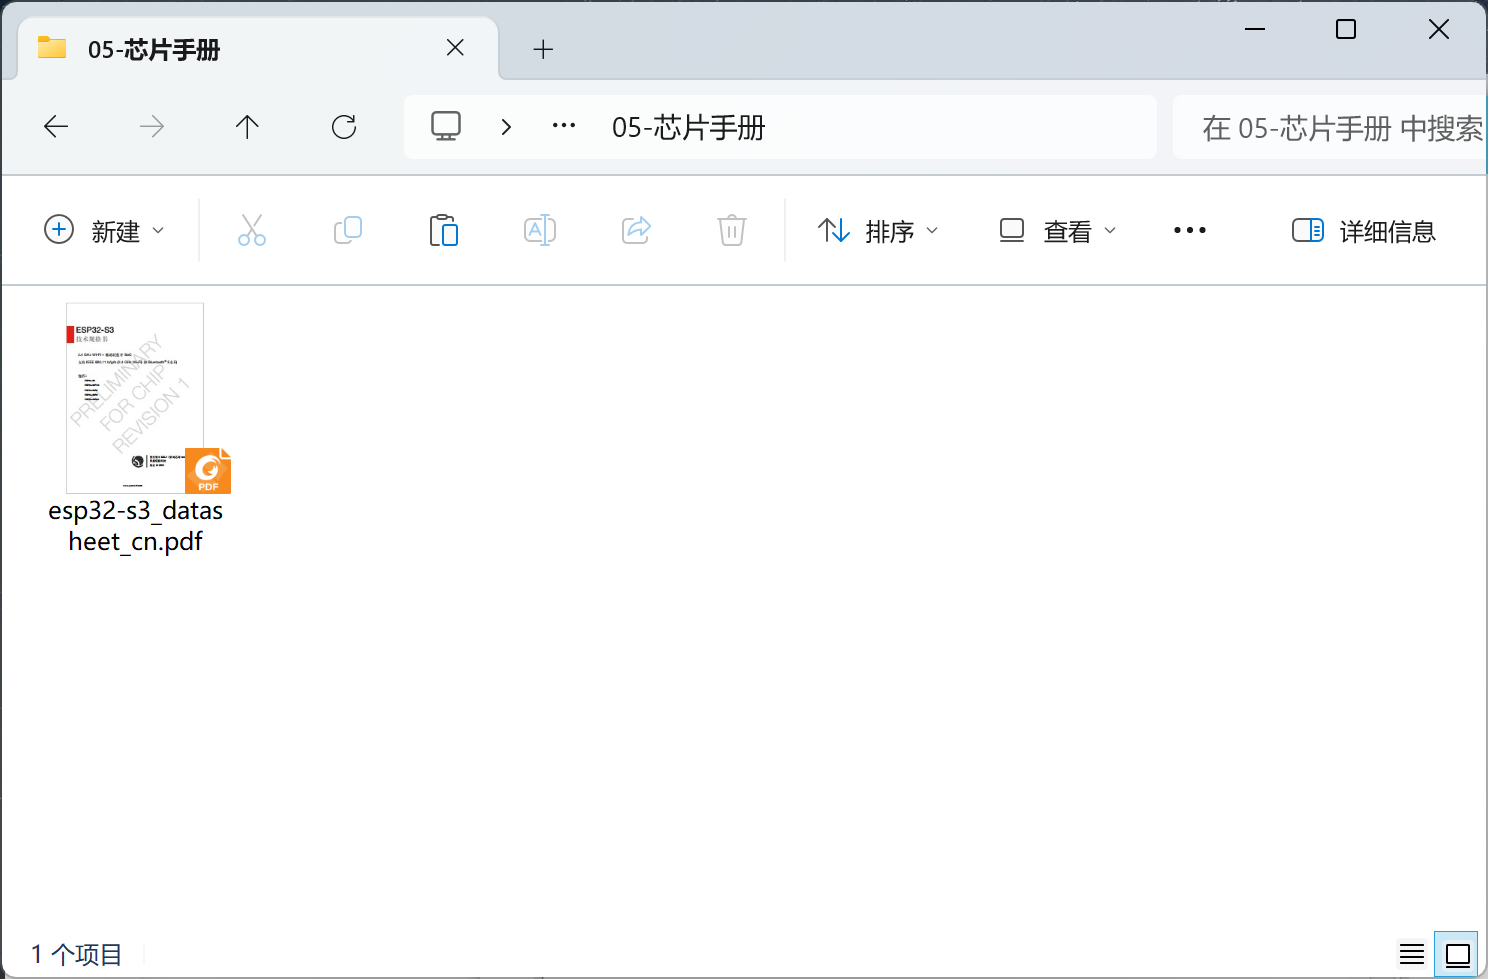 05-芯片手册
05-芯片手册
在 05-芯片手册 中搜索
新建
排序
查看
详细信息
ESP32-S3
技术规格书
PRELIMINARY
FOR CHIP
REVISION 1
PDF
esp32-s3_datas
heet_cn.pdf
1 个项目